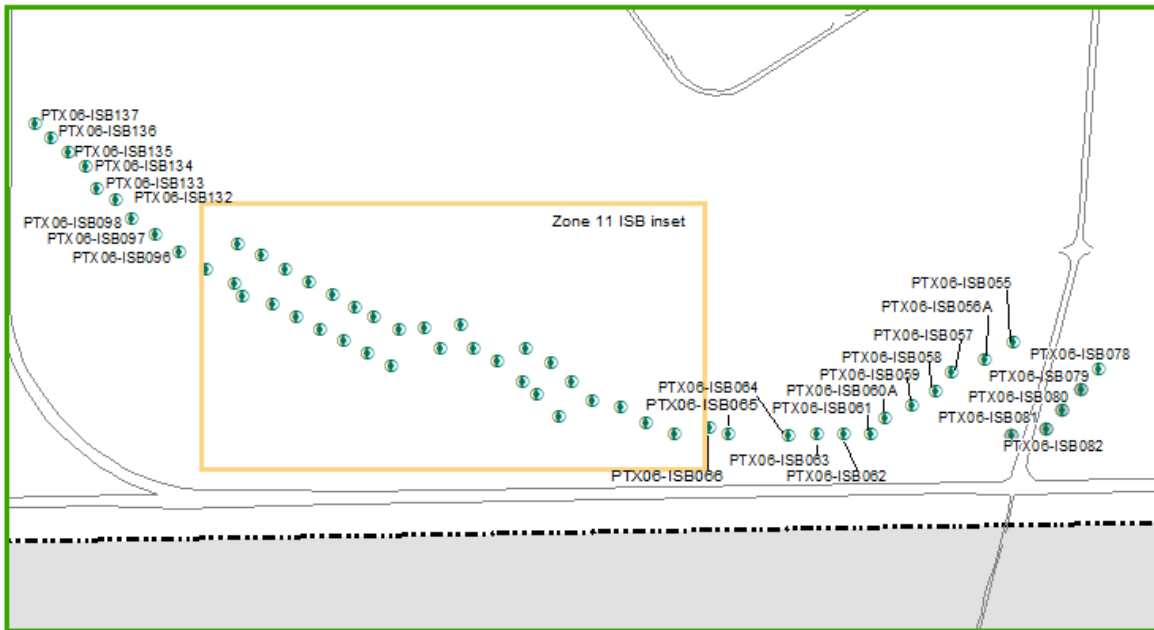 PTX06-ISB137
PTX06-ISB136
PTX06-ISB135
PTX06-ISB134
PTX06-ISB133
PTX06-ISB132
PTX06-ISB098
PTX06-ISB097
PTX06-ISB096
Zone 11 ISB inset
PTX06-ISB055
PTX06-ISB056A
PTX06-ISB057
PTX06-ISB058
PTX06-ISB059
PTX06-ISB060A
PTX06-ISB061
PTX06-ISB064
PTX06-ISB065
PTX06-ISB066
PTX06-ISB063
PTX06-ISB062
PTX06-ISB078
PTX06-ISB079
PTX06-ISB080
PTX06-ISB081
PTX06-ISB082